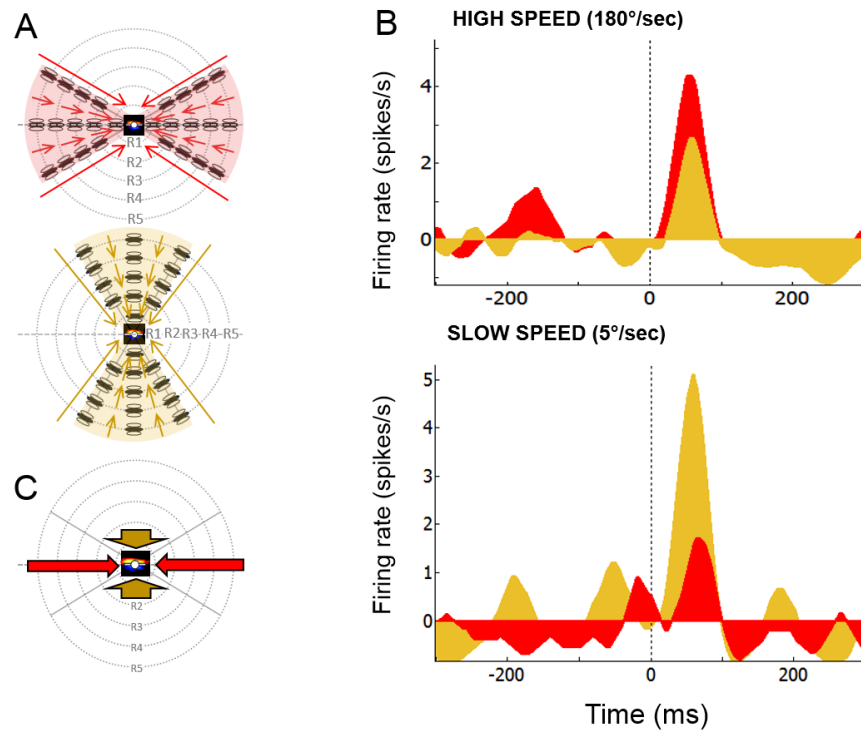 A
R1
R2
R3
R4
R5
R1 R2 R3 R4 R5
C
R2
R3
R4
R5
B
HIGH SPEED (180°/sec)
Firing rate (spikes/s)
4
2
0
-200 0 200
SLOW SPEED (5°/sec)
Firing rate (spikes/s)
5
4
3
2
1
0
-200 0 200
Time (ms)